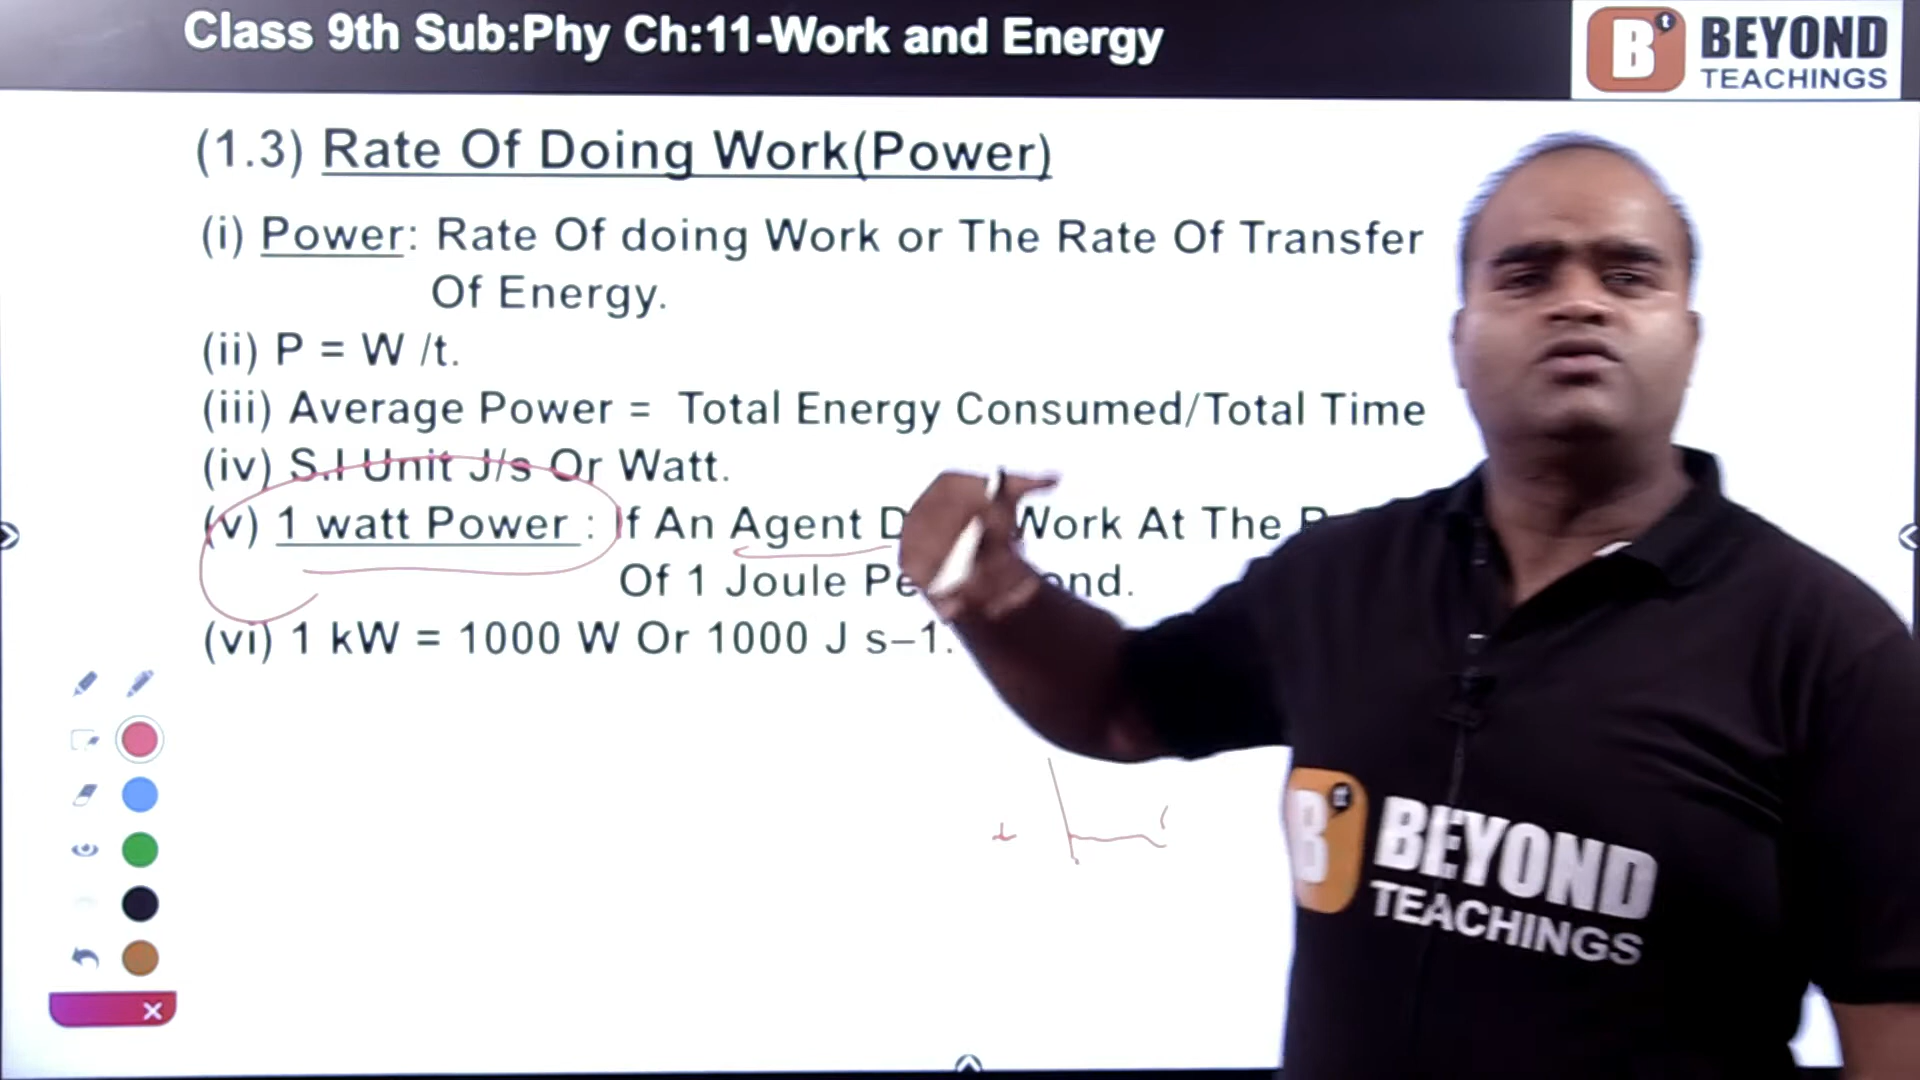 Class 9th Sub:Phy Ch:11-Work and Energy
BEYOND
TEACHINGS
(1.3) Rate Of Doing Work(Power)
(i) Power: Rate Of doing Work or The Rate Of Transfer
Of Energy.
(ii) P = W /t.
(iii) Average Power = Total Energy Consumed/Total Time
(iv) S.I Unit J/s Or Watt.
(v) 1 watt Power : If An Agent Work At The
Of 1 Joule
(vi) 1 kW = 1000 W Or 1000 J s–1.
BEYOND
TEACHINGS